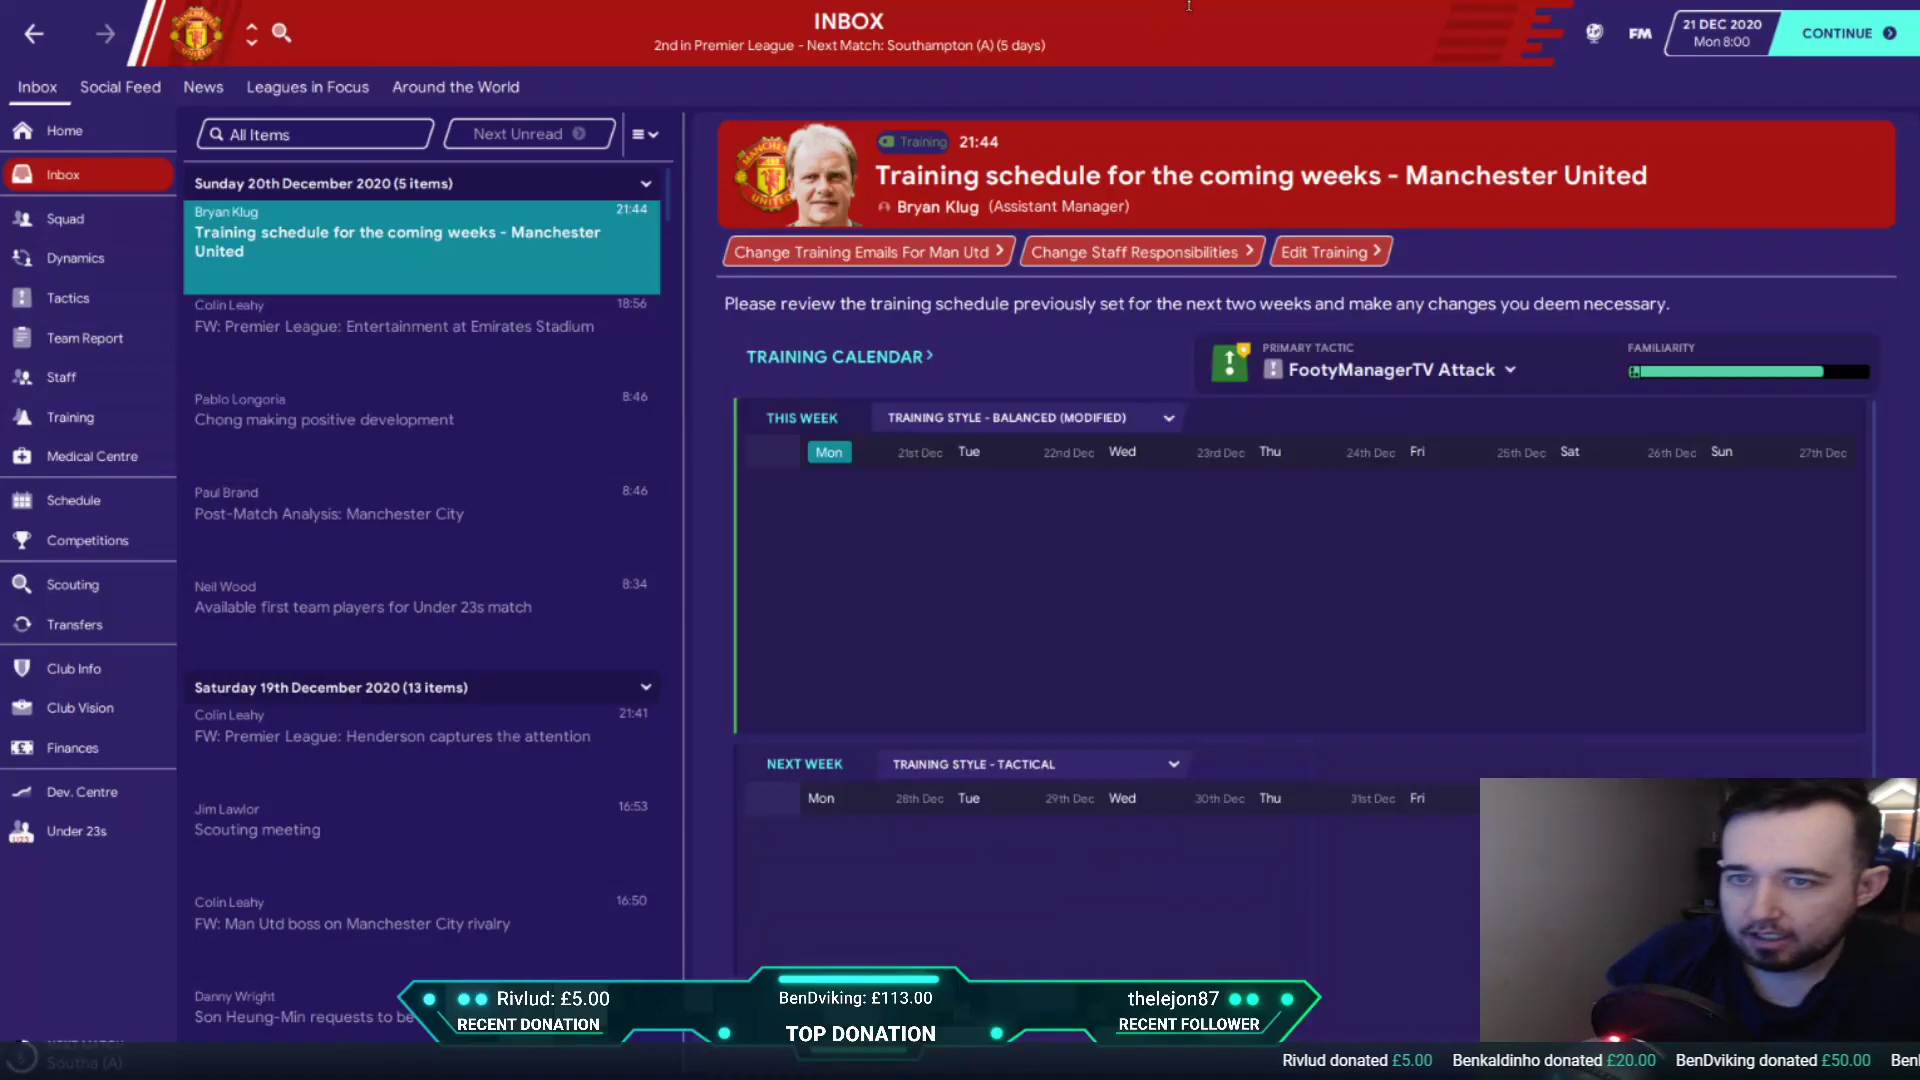 INBOX
2nd in Premier League - Next Match: Southampton (A) (5 days)
FM
21 DEC 2020
Mon 8:00
CONTINUE
Inbox
Social Feed
News
Leagues in Focus
Around the World
Home
Inbox
Squad
Dynamics
Tactics
Team Report
Staff
Training
Medical Centre
Schedule
Competitions
Scouting
Transfers
Club Info
Club Vision
Finances
Dev. Centre
Under 23s
All Items
Next Unread
Sunday 20th December 2020 (5 items)
Bryan Klug 21:44
Training schedule for the coming weeks - Manchester
United
Colin Leahy 18:56
FW: Premier League: Entertainment at Emirates Stadium
Pablo Longoria 8:46
Chong making positive development
Paul Brand 8:46
Post-Match Analysis: Manchester City
Neil Wood 8:34
Available first team players for Under 23s match
Saturday 19th December 2020 (13 items)
Colin Leahy 21:41
FW: Premier League: Henderson captures the attention
Jim Lawlor 16:53
Scouting meeting
Colin Leahy 16:50
FW: Man Utd boss on Manchester City rivalry
Danny Wright
Son Heung-Min requests to be
Training 21:44
Training schedule for the coming weeks - Manchester United
Bryan Klug (Assistant Manager)
Change Training Emails For Man Utd
Change Staff Responsibilities
Edit Training
Please review the training schedule previously set for the next two weeks and make any changes you deem necessary.
TRAINING CALENDAR
PRIMARY TACTIC
FootyManagerTV Attack
FAMILIARITY
THIS WEEK TRAINING STYLE - BALANCED (MODIFIED)
Mon 21st Dec Tue 22nd Dec Wed 23rd Dec Thu 24th Dec Fri 25th Dec Sat 26th Dec Sun 27th Dec
NEXT WEEK TRAINING STYLE - TACTICAL
Mon 28th Dec Tue 29th Dec Wed 30th Dec Thu 31st Dec Fri
Rivlud: £5.00
RECENT DONATION
BenDviking: £113.00
TOP DONATION
thelejon87
RECENT FOLLOWER
Southa (A)
Rivlud donated £5.00 Benkaldinho donated £20.00 BenDviking donated £50.00 Ben